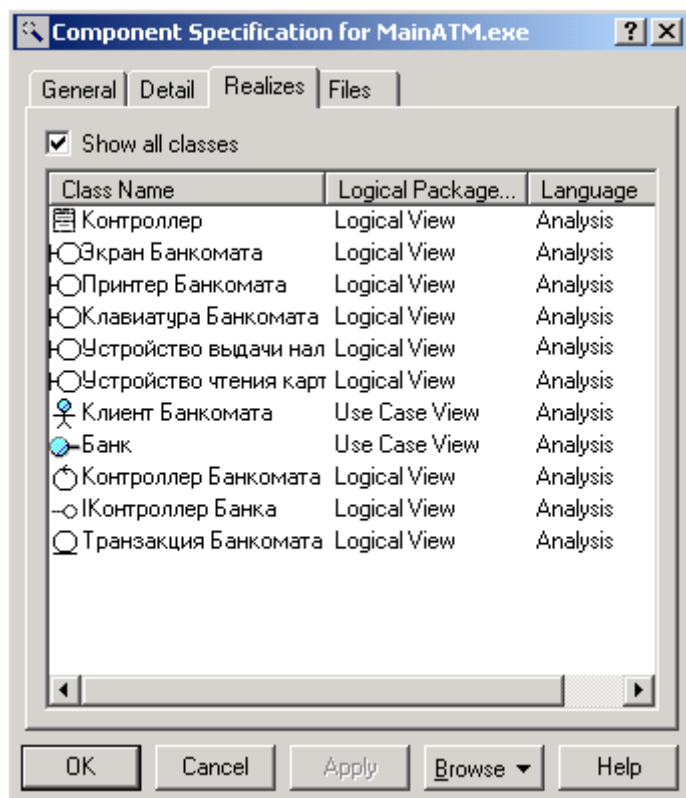 Component Specification for MainATM.exe
General Detail Realizes Files
Show all classes
Class Name Logical Package... Language
Контроллер Logical View Analysis
Экран Банкомата Logical View Analysis
Принтер Банкомата Logical View Analysis
Клавиатура Банкомата Logical View Analysis
Устройство выдачи нал Logical View Analysis
Устройство чтения карт Logical View Analysis
Клиент Банкомата Use Case View Analysis
Банк Use Case View Analysis
Контроллер Банкомата Logical View Analysis
IКонтроллер Банка Logical View Analysis
Транзакция Банкомата Logical View Analysis
OK Cancel Apply Browse Help